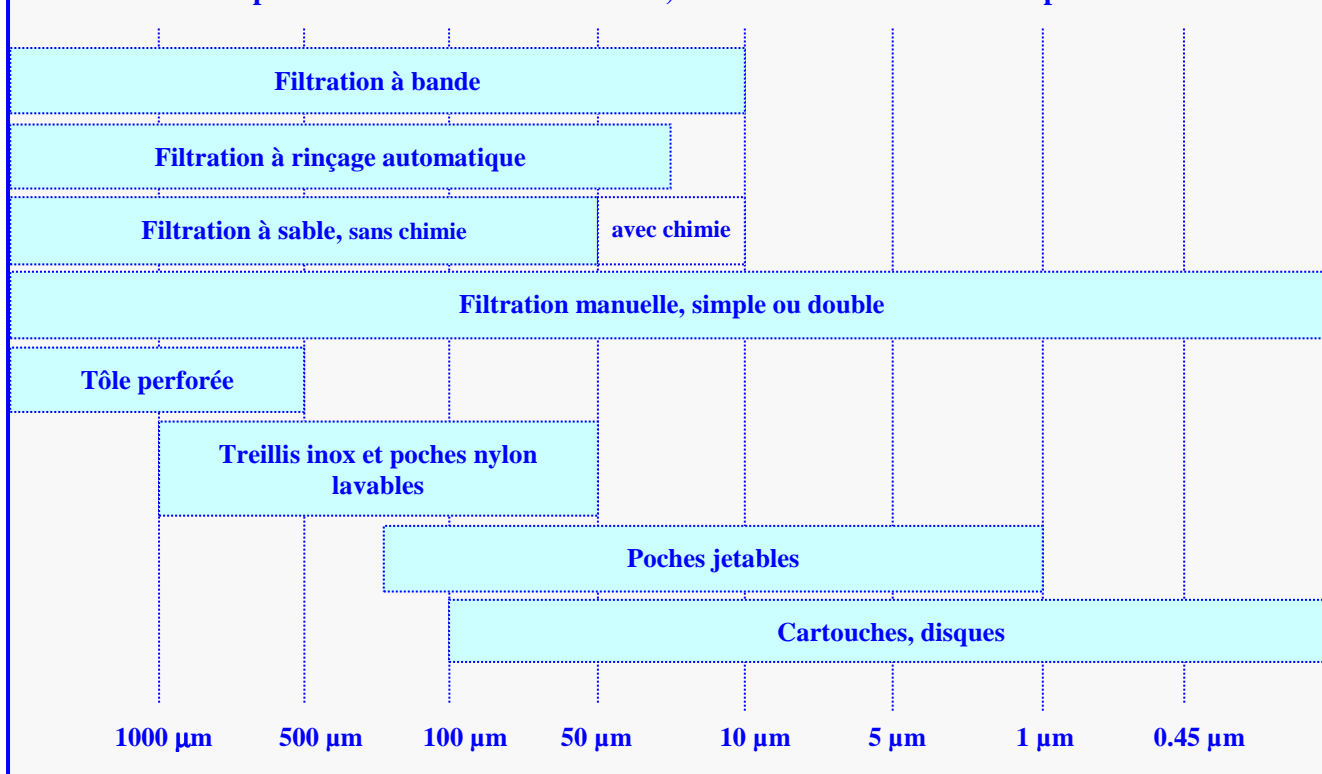 Filtration à bande
Filtration à rinçage automatique
Filtration à sable, sans chimie
avec chimie
Filtration manuelle, simple ou double
Tôle perforée
Treillis inox et poches nylon
lavables
Poches jetables
Cartouches, disques
1000 µm 500 µm 100 µm 50 µm 10 µm 5 µm 1 µm 0.45 µm